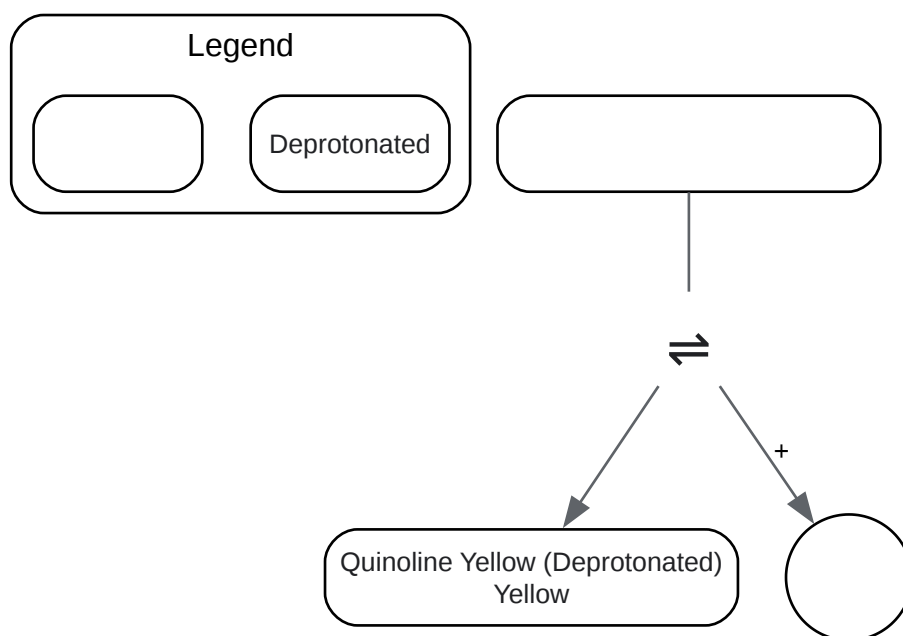 Legend
Deprotonated
⇌
+
Quinoline Yellow (Deprotonated)
Yellow